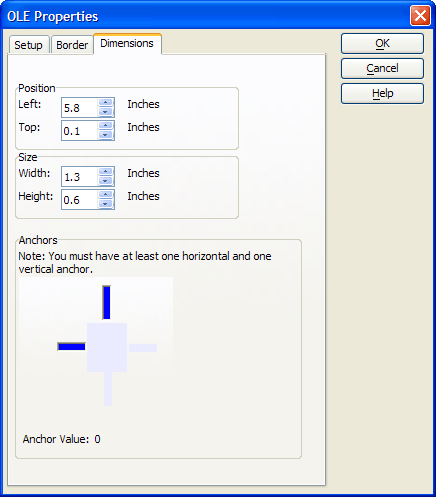 OLE Properties
Setup Border Dimensions
OK
Cancel
Help
Position
Left: 5.8 Inches
Top: 0.1 Inches
Size
Width: 1.3 Inches
Height: 0.6 Inches
Anchors
Note: You must have at least one horizontal and one
vertical anchor.
Anchor Value: 0